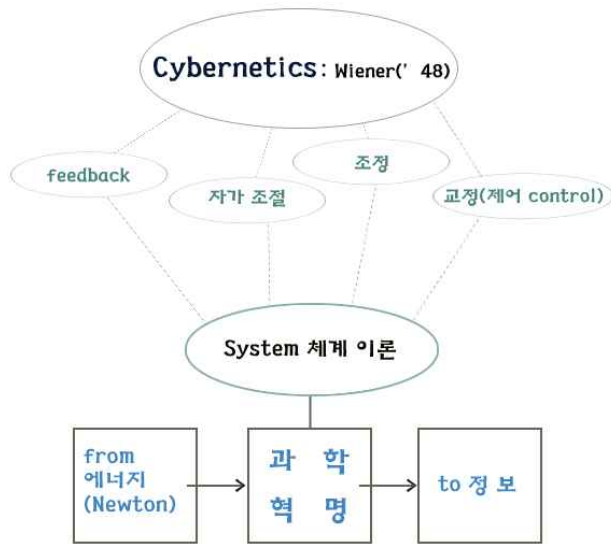 Cybernetics: Wiener(' 48)
feedback
자가 조절
조정
교정(제어 control)
System 체계 이론
from
에너지
(Newton)
과 학
혁 명
to 정 보